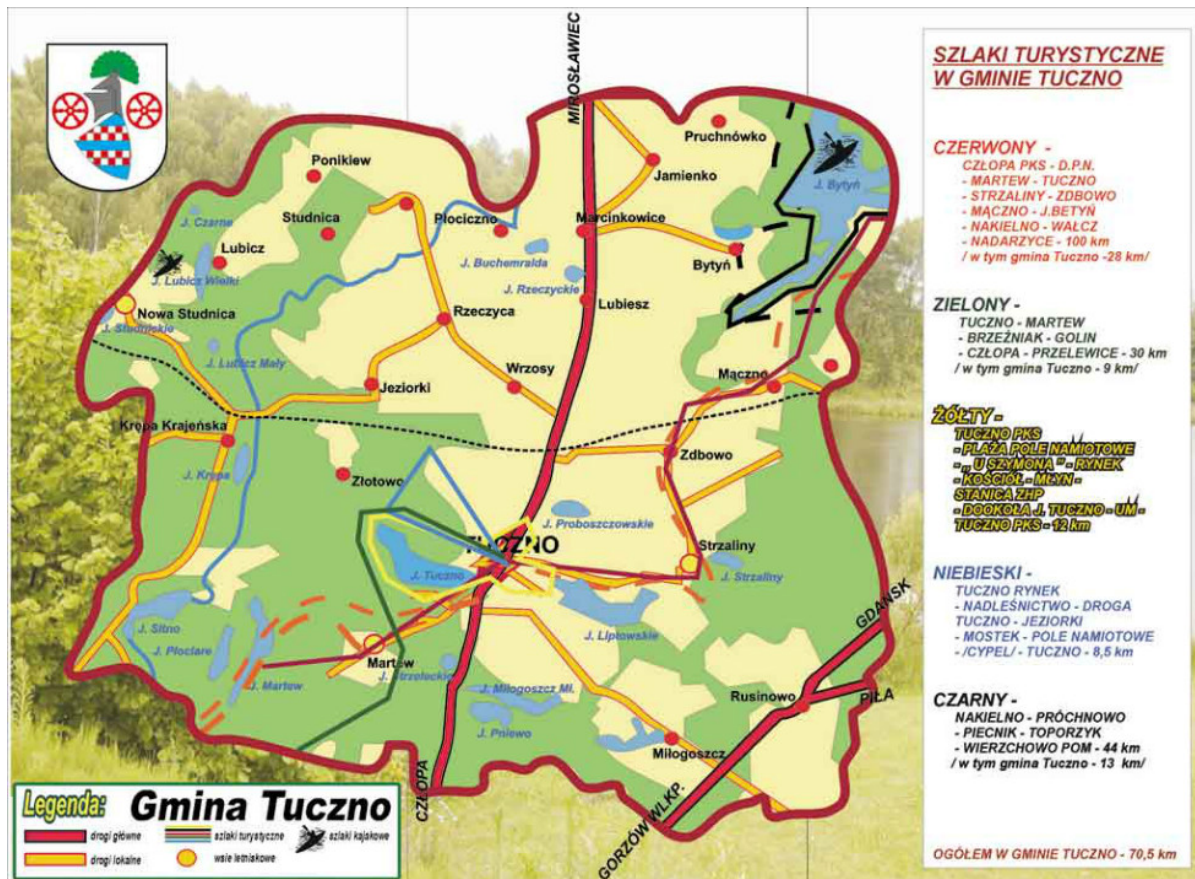 MIROSŁAWIEC
Pruchnówko
Ponikiew
Jamienko
J. Bytyń
J. Czarne
Studnica
Płociczno
Marcinkowice
Lubicz
Bytyń
J. Buchemralda
J. Lubicz Wielki
J. Rzeczyckie
Nowa Studnica
Lubiesz
J. Studnickie
Rzeczyca
J. Lubicz Mały
Wrzosy
Mączno
Jeziorki
Krępa Krajeńska
Zdbowo
J. Krępa
Złotowo
J. Proboszczowskie
TUCZNO
Strzaliny
J. Tuczno
J. Strzaliny
GDAŃSK
J. Sitno
J. Liptowskie
J. Płociare
Martew
J. Strzeleckie
J. Martew
J. Miłogoszcz Mł.
Rusinowo
PIŁA
J. Pniewo
Miłogoszcz
CZŁOPA
GORZÓW WLKP.
Legenda:
Gmina Tuczno
drogi główne
szlaki turystyczne
szlaki kajakowe
drogi lokalne
wsie letniskowe
SZLAKI TURYSTYCZNE
W GMINIE TUCZNO
CZERWONY -
CZŁOPA PKS - D.P.N.
- MARTEW - TUCZNO
- STRZALINY - ZDBOWO
- MĄCZNO - J.BETYŃ
- NAKIELNO - WAŁCZ
- NADARZYCE - 100 km
/ w tym gmina Tuczno -28 km/
ZIELONY -
TUCZNO - MARTEW
- BRZEŹNIAK - GOLIN
- CZŁOPA - PRZELEWICE - 30 km
/ w tym gmina Tuczno - 9 km/
ŻÓŁTY -
TUCZNO PKS
- PLAŻA POLE NAMIOTOWE
- „ U SZYMONA " - RYNEK
- KOŚCIÓŁ - MŁYN -
STANICA ZHP
- DOOKOŁA J. TUCZNO - UM -
TUCZNO PKS - 12 km
NIEBIESKI -
TUCZNO RYNEK
- NADLEŚNICTWO - DROGA
TUCZNO - JEZIORKI
- MOSTEK - POLE NAMIOTOWE
- /CYPEL/ - TUCZNO - 8,5 km
CZARNY -
NAKIELNO - PRÓCHNOWO
- PIECNIK - TOPORZYK
- WIERZCHOWO POM - 44 km
/ w tym gmina Tuczno - 13 km/
OGÓŁEM W GMINIE TUCZNO - 70,5 km